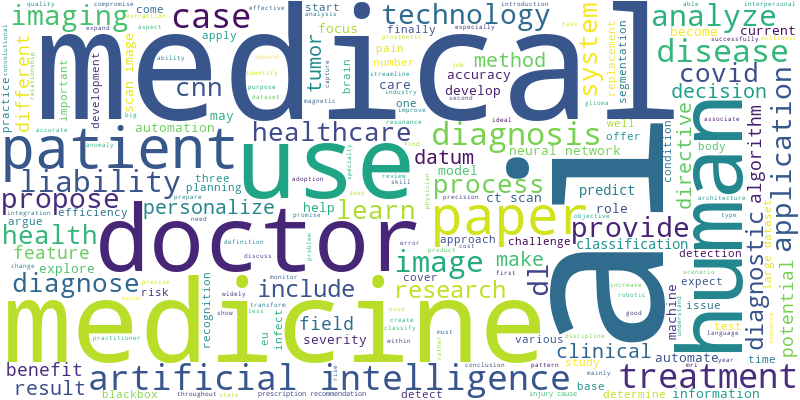 imaging
quality
compromise
aspect
come
practice
convolutional
extraction
different
relationship
important
expand
development
scan image
cnn
case
apply
ability
identify
purpose
dataset
medical
effective
analysis
focus
tumor
brain
capture
magnetic
start
technology
finally
prosthetic
pain
number
care
streamline
industry
one
improve
resonance
introduction
job
especially
method
accuracy
develop
second
task
ideal
system
replacement
segmentation
glioma
successfully
electronic
able
interpersonal
analyze
become
current
disease
covid
decision
associate
patient
accurate
big
anomaly
automation
may
healthcare
use
diagnosis
datum
neural network
find
well
offer
body
directive
condition
algorithm
application
liability
three
planning
adoption
prepare
specialty
review
skill
deep
model
process
physician
precision
ct scan
predict
role
objective
architecture
type
propose
integration
efficiency
argue
personalize
need
definition
discuss
help
promise
problem
learn
error
product
approach
cost
paper
challenge
first
provide
classification
detection
large dataset
scenario
diagnostic
human
ai
doctor
health
feature
change
explore
image
make
cover
research
dl
various
machine
expect
issue
potential
diagnose
risk
precise
occur
recognition
widely
show
monitor
transform
less
include
eu
infect
field
severity
create
classify
within
must
rather
increase
robotic
good
discipline
understand
test
language
year
time
automate
clinical
study
mainly
pattern
mri
medicine
practitioner
conclusion
benefit
result
artificial intelligence
base
treatment
blackbox
throughout
state
prescription
recommendation
detect
injury cause
determine
information